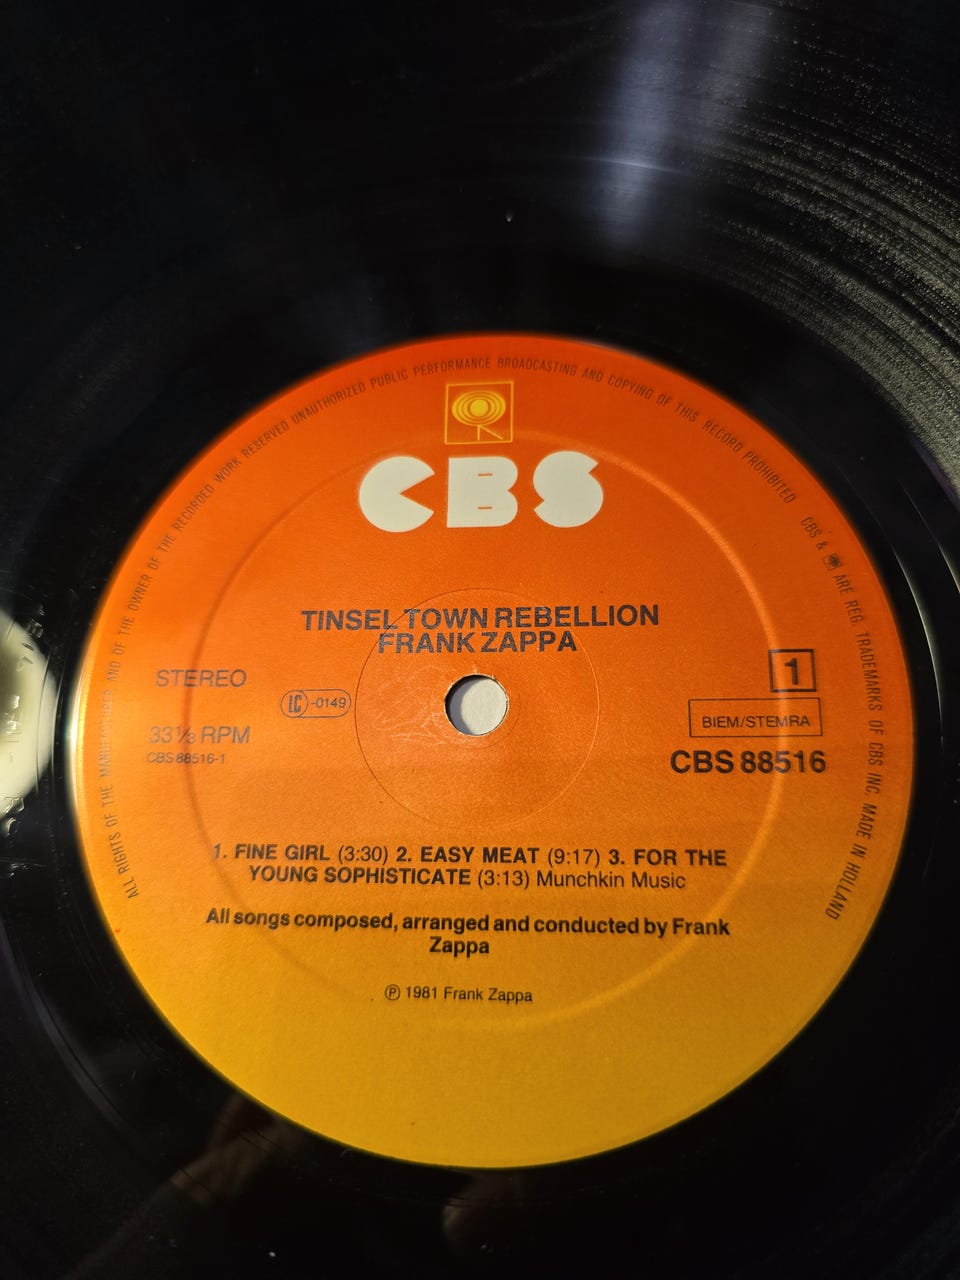 ALL RIGHTS OF THE MANUFACTURER AND OF THE OWNER OF THE RECORDED WORK RESERVED UNAUTHORIZED PUBLIC PERFORMANCE BROADCASTING AND COPYING OF THIS RECORD PROHIBITED CBS & ARE REG. TRADEMARKS OF CBS INC. MADE IN HOLLAND
CBS
TINSEL TOWN REBELLION
FRANK ZAPPA
STEREO
LC -0149
33⅓ RPM
CBS 88516-1
1
BIEM/STEMRA
CBS 88516
1. FINE GIRL (3:30) 2. EASY MEAT (9:17) 3. FOR THE
YOUNG SOPHISTICATE (3:13) Munchkin Music
All songs composed, arranged and conducted by Frank
Zappa
℗ 1981 Frank Zappa